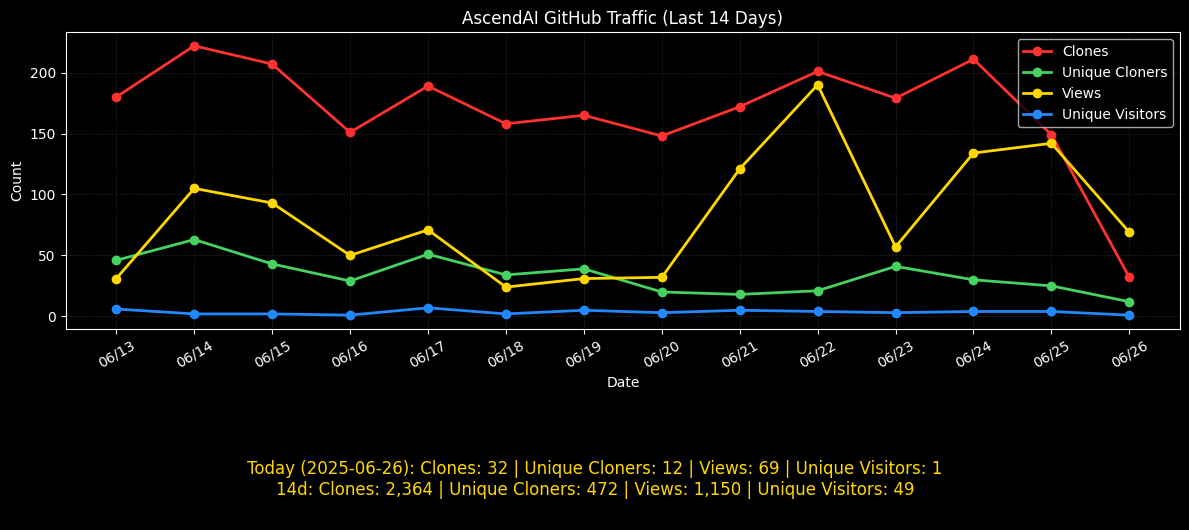 AscendAI GitHub Traffic (Last 14 Days)
Clones
Unique Cloners
Views
Unique Visitors
Count
200
150
100
50
0
06/13 06/14 06/15 06/16 06/17 06/18 06/19 06/20 06/21 06/22 06/23 06/24 06/25 06/26
Date
Today (2025-06-26): Clones: 32 | Unique Cloners: 12 | Views: 69 | Unique Visitors: 1
14d: Clones: 2,364 | Unique Cloners: 472 | Views: 1,150 | Unique Visitors: 49